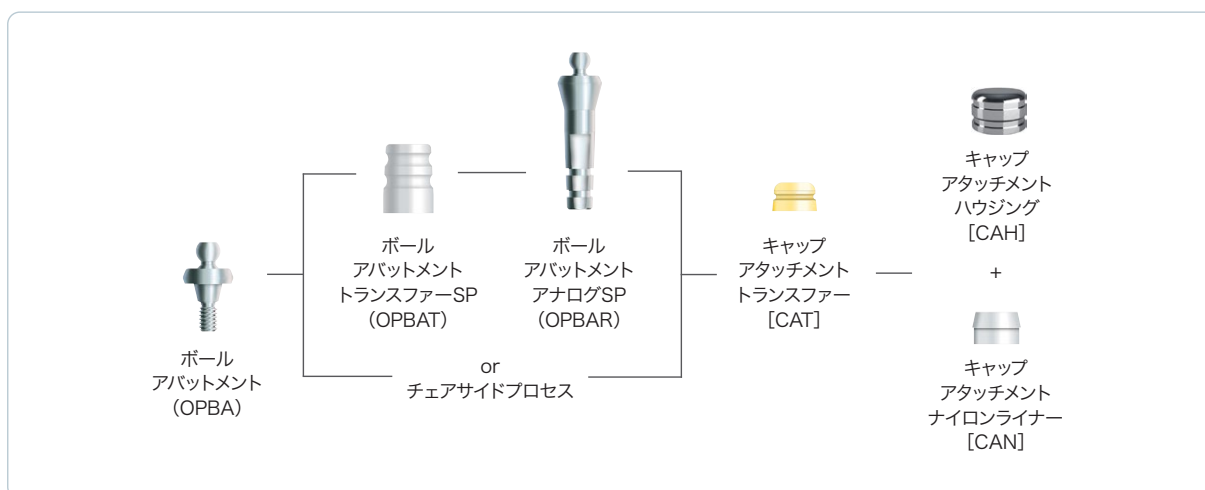 ボール
アバットメント
(OPBA)
ボール
アバットメント
トランスファーSP
(OPBAT)
ボール
アバットメント
アナログSP
(OPBAR)
or
チェアサイドプロセス
キャップ
アタッチメント
トランスファー
[CAT]
キャップ
アタッチメント
ハウジング
[CAH]
+
キャップ
アタッチメント
ナイロンライナー
[CAN]